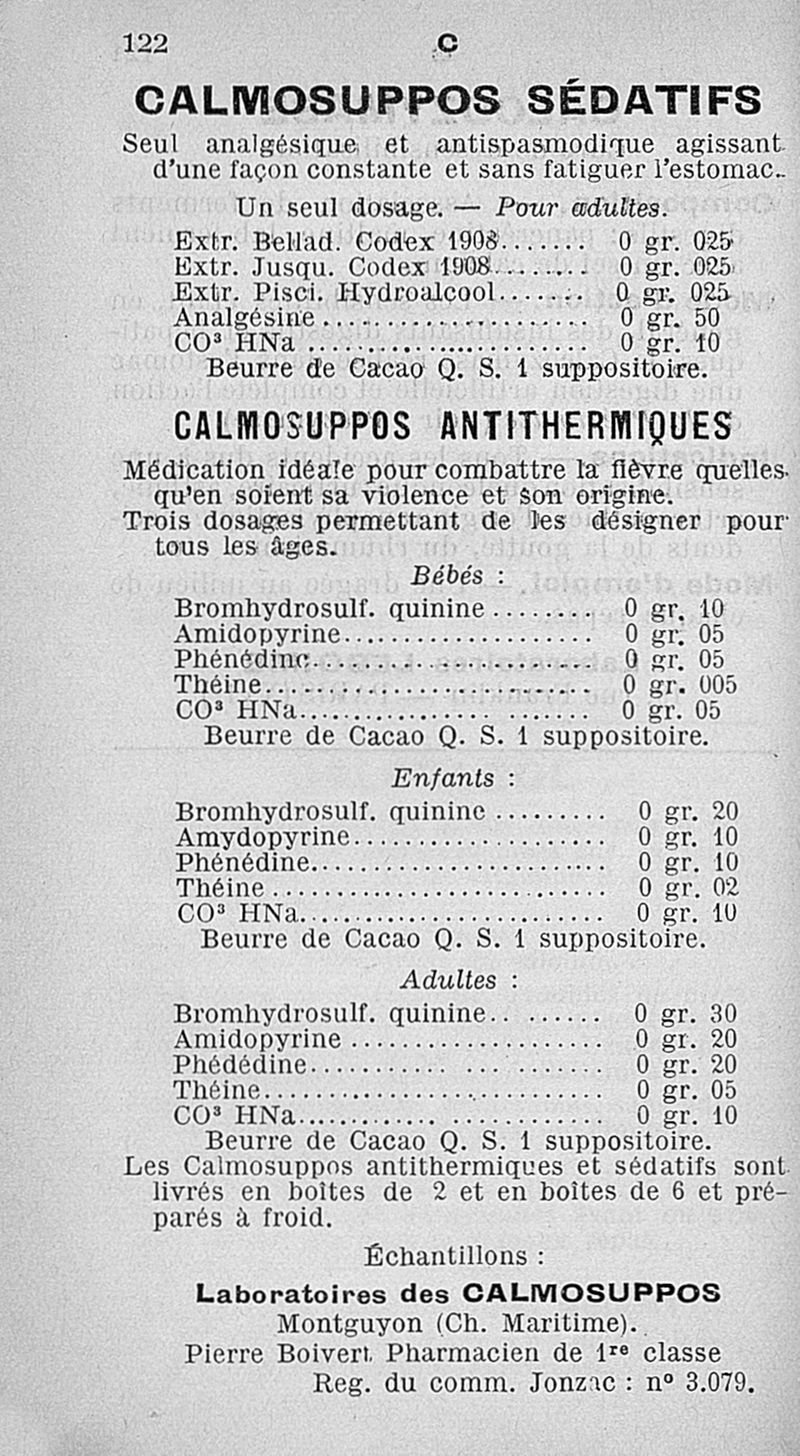 122 C
CALMOSUPPOS SÉDATIFS
Seul analgésique et antispasmodique agissant
d'une façon constante et sans fatiguer l'estomac.
Un seul dosage. — Pour adultes.
Extr. Bellad. Codex 1908....... 0 gr. 025
Extr. Jusqu. Codex 1908........ 0 gr. 025
Extr. Pisci. Hydroalcool....... 0 gr. 025
Analgésine ..................... 0 gr. 50
CO³ HNa ...................... 0 gr. 10
Beurre de Cacao Q. S. 1 suppositoire.
CALMOSUPPOS ANTITHERMIQUES
Médication idéale pour combattre la fièvre quelles
qu'en soient sa violence et son origine.
Trois dosages permettant de les désigner pour
tous les âges.
Bébés :
Bromhydrosulf. quinine ........ 0 gr. 10
Amidopyrine.................... 0 gr. 05
Phénédine...................... 0 gr. 05
Théine.......................... 0 gr. 005
CO³ HNa....................... 0 gr. 05
Beurre de Cacao Q. S. 1 suppositoire.
Enfants :
Bromhydrosulf. quinine ......... 0 gr. 20
Amydopyrine.................... 0 gr. 10
Phénédine....................... 0 gr. 10
Théine .......................... 0 gr. 02
CO³ HNa........................ 0 gr. 10
Beurre de Cacao Q. S. 1 suppositoire.
Adultes :
Bromhydrosulf. quinine.. ....... 0 gr. 30
Amidopyrine .................... 0 gr. 20
Phédédine....................... 0 gr. 20
Théine........................... 0 gr. 05
CO³ HNa........................ 0 gr. 10
Beurre de Cacao Q. S. 1 suppositoire.
Les Calmosuppos antithermiques et sédatifs sont
livrés en boîtes de 2 et en boîtes de 6 et pré-
parés à froid.
Échantillons :
Laboratoires des CALMOSUPPOS
Montguyon (Ch. Maritime).
Pierre Boivert Pharmacien de 1ʳᵉ classe
Reg. du comm. Jonzac : nº 3.079.